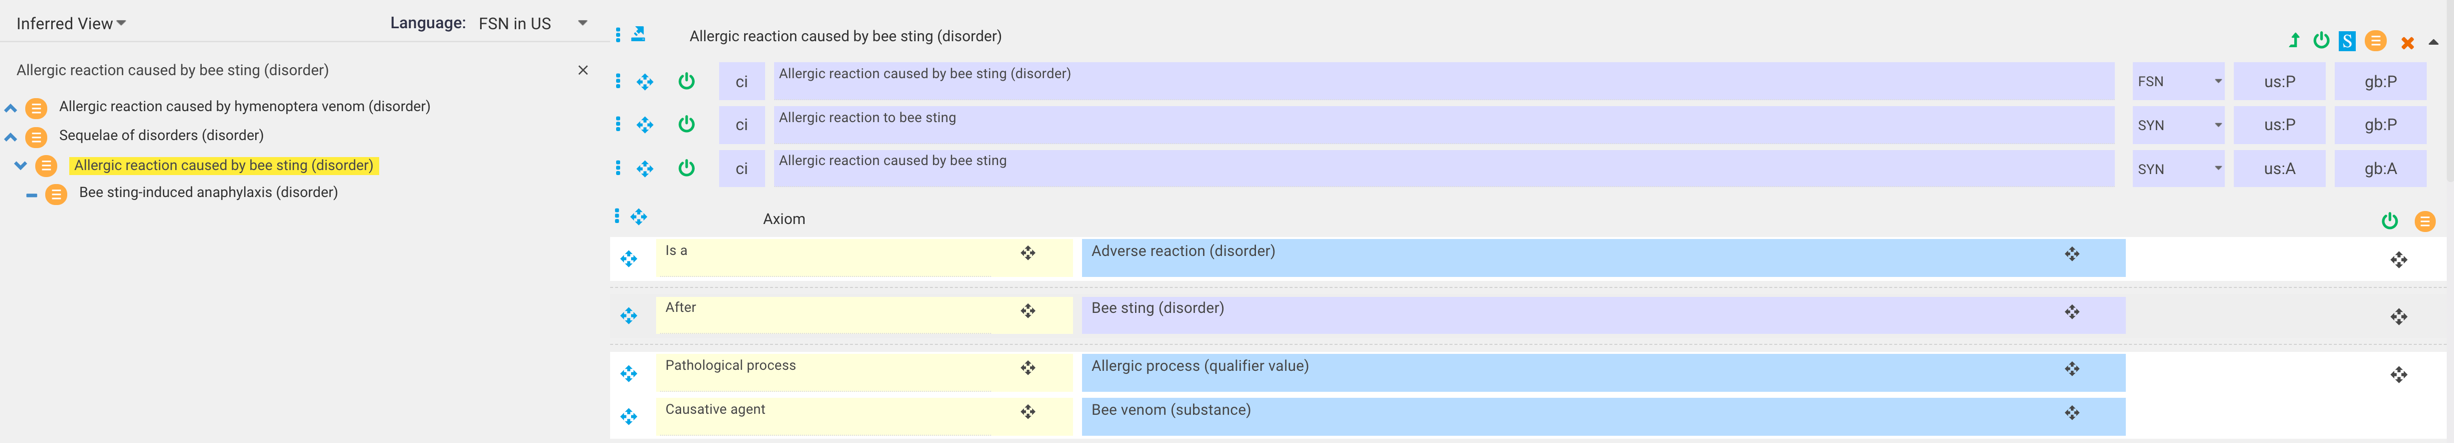 Inferred View
Language: FSN in US
Allergic reaction caused by bee sting (disorder)
Allergic reaction caused by hymenoptera venom (disorder)
Sequelae of disorders (disorder)
Allergic reaction caused by bee sting (disorder)
Bee sting-induced anaphylaxis (disorder)
Allergic reaction caused by bee sting (disorder)
S
ci Allergic reaction caused by bee sting (disorder) FSN us:P gb:P
ci Allergic reaction to bee sting SYN us:P gb:P
ci Allergic reaction caused by bee sting SYN us:A gb:A
Axiom
Is a Adverse reaction (disorder)
After Bee sting (disorder)
Pathological process Allergic process (qualifier value)
Causative agent Bee venom (substance)